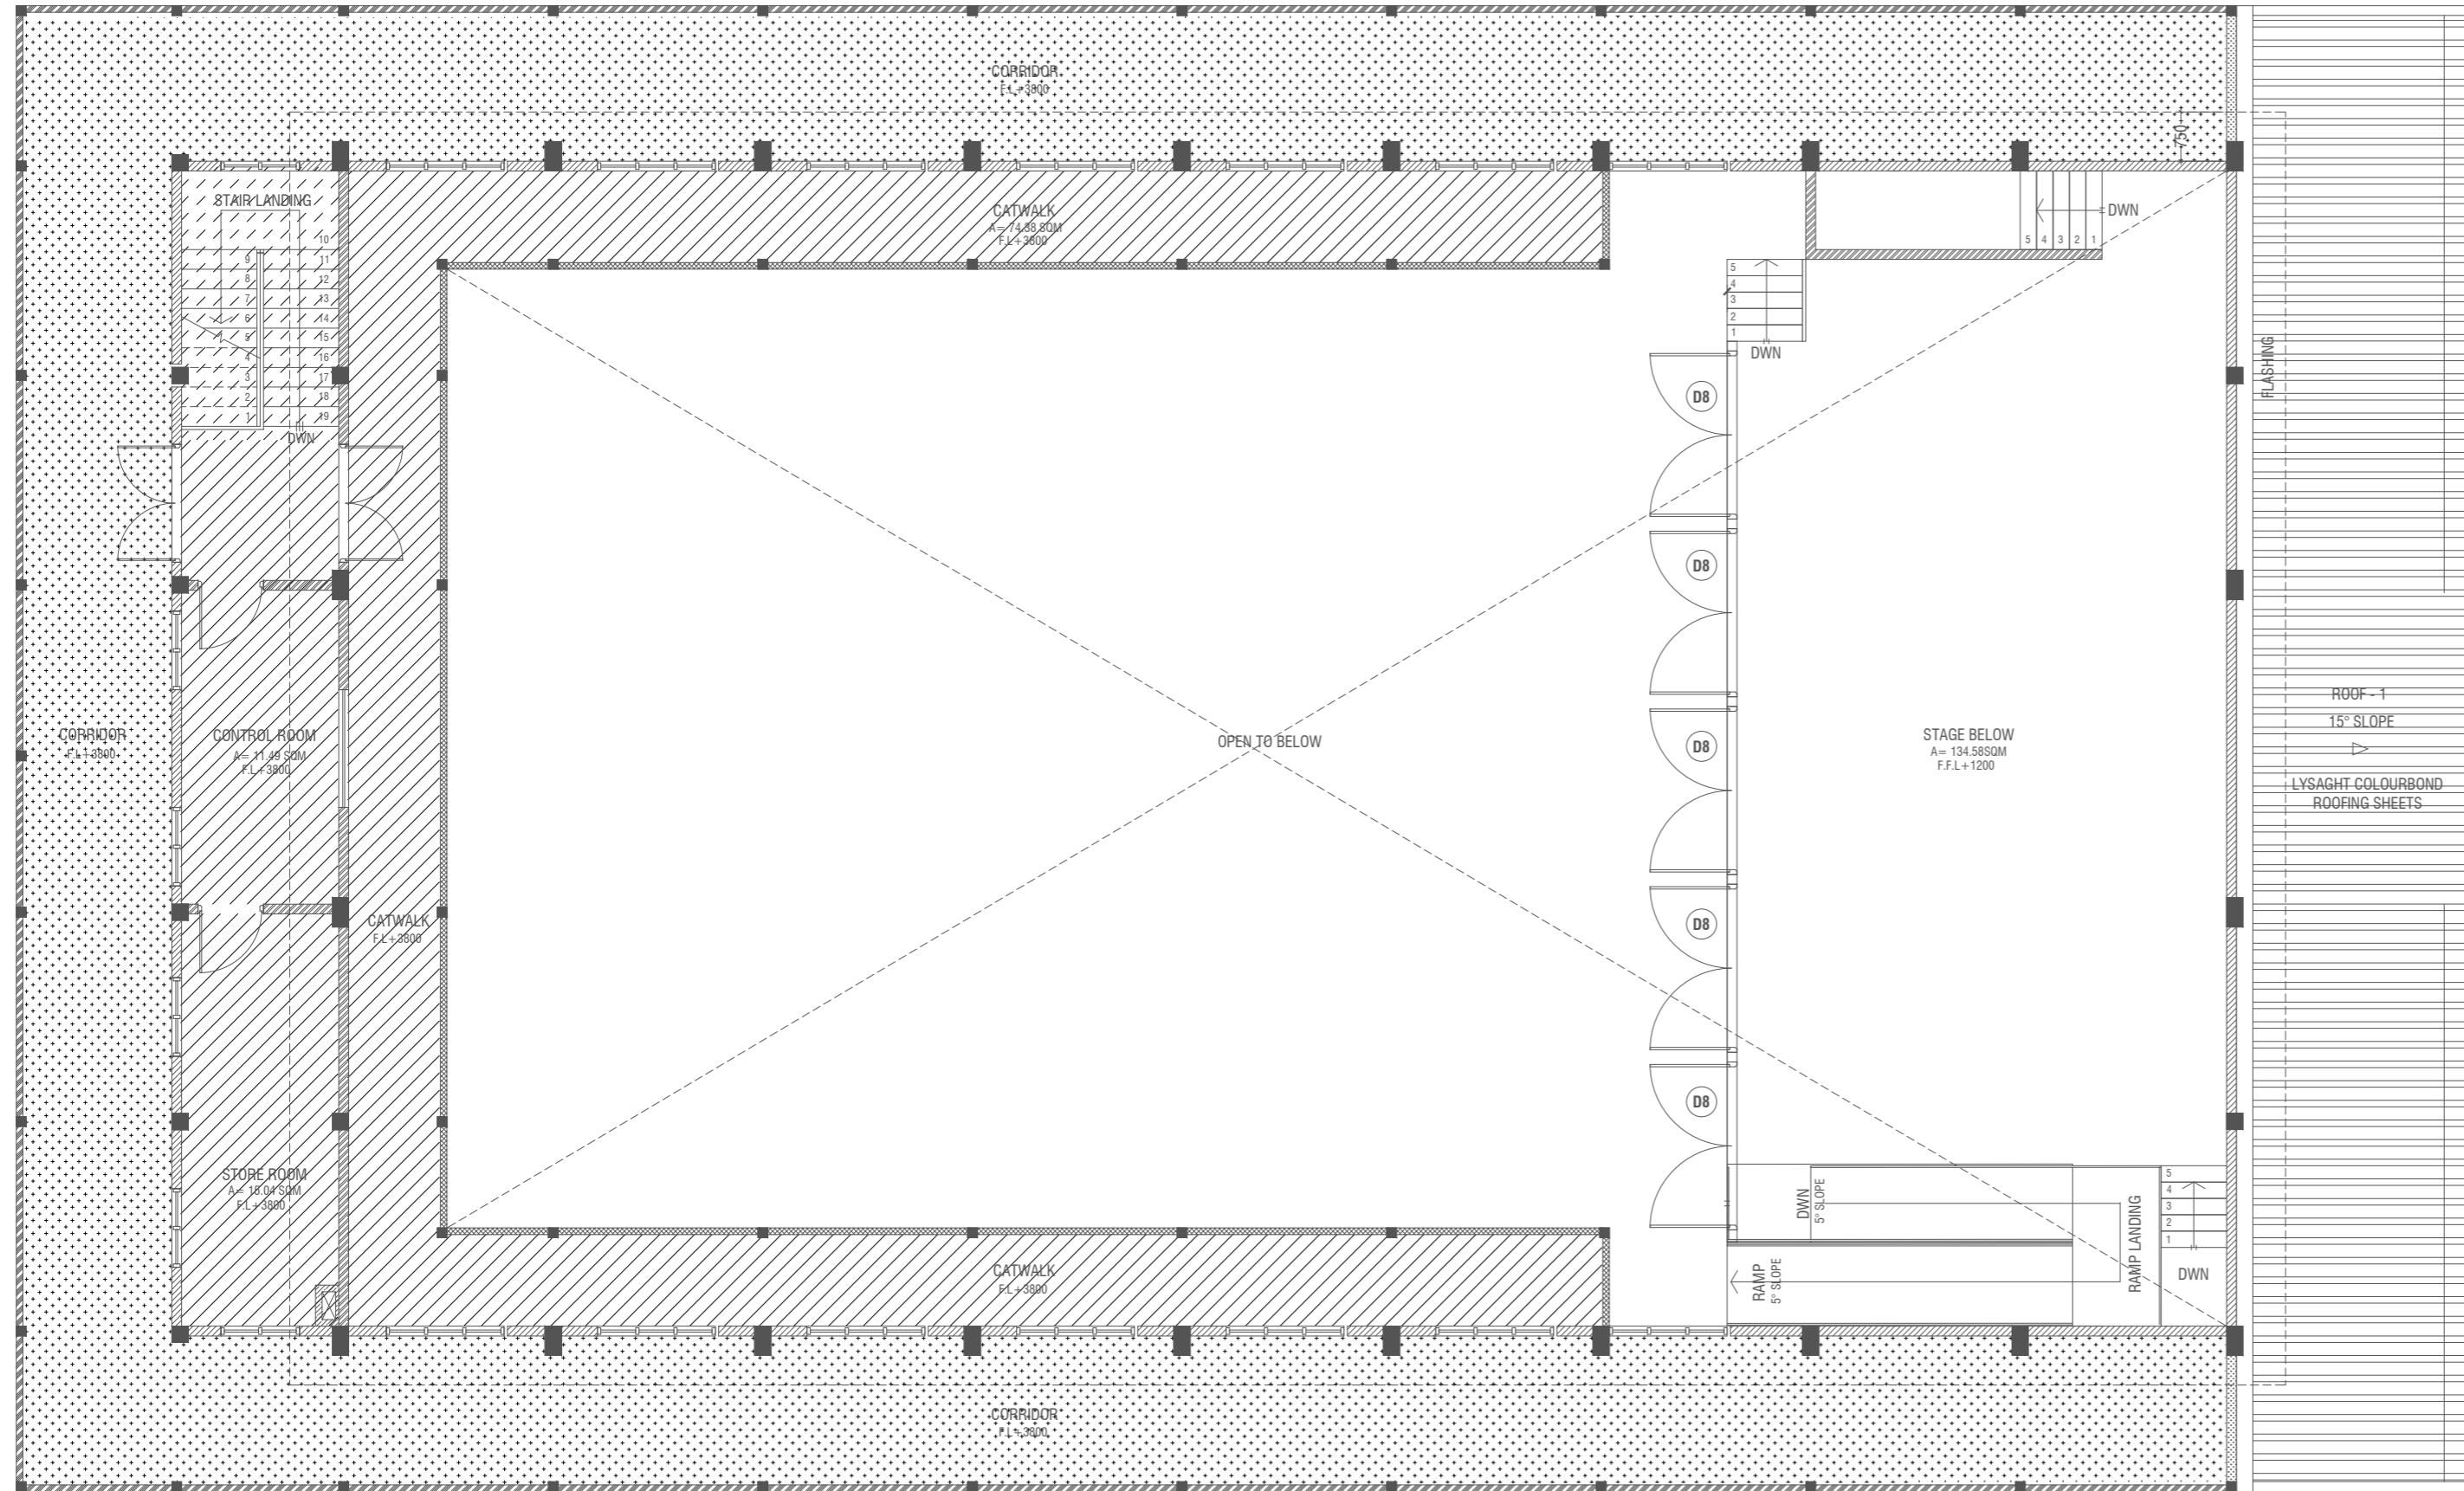 CORRIDOR
F.L+3800
750
STAIR LANDING
10
9
11
8
12
7
13
6
14
5
15
4
16
3
17
2
18
1
19
DWN
CATWALK
A= 74.38 SQM
F.L+3800
5 4 3 2 1
DWN
5
4
3
2
1
DWN
FLASHING
D8
D8
D8
D8
D8
CORRIDOR
F.L+3800
CONTROL ROOM
A= 11.49 SQM
F.L+3800
OPEN TO BELOW
STAGE BELOW
A= 134.58SQM
F.F.L+1200
ROOF - 1
15° SLOPE
LYSAGHT COLOURBOND
ROOFING SHEETS
CATWALK
F.L+3800
STORE ROOM
A= 15.04 SQM
F.L+3800
DWN
5° SLOPE
RAMP
5° SLOPE
RAMP LANDING
5
4
3
2
1
DWN
CATWALK
F.L+3800
CORRIDOR
F.L+3800